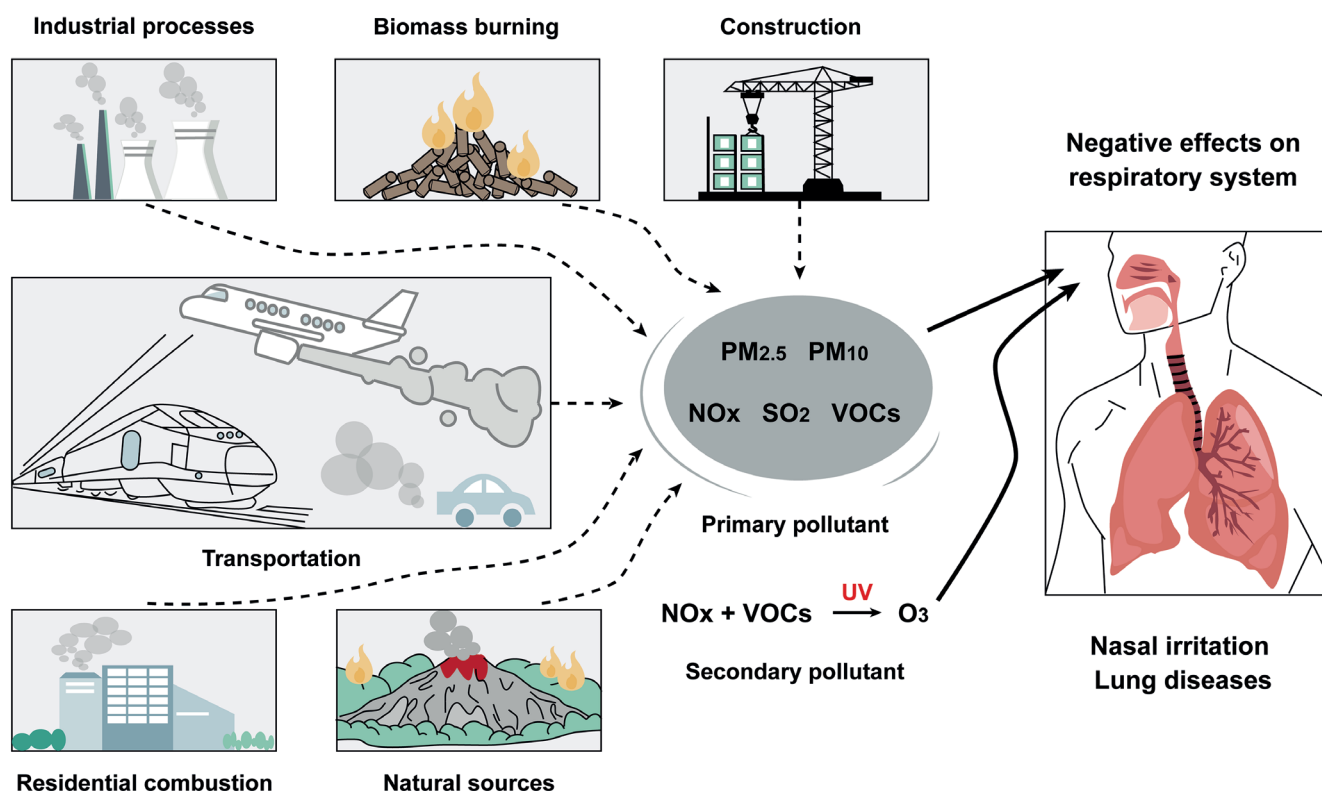 Industrial processes
Biomass burning
Construction
Negative effects on
respiratory system
PM2.5 PM10
NOx SO2 VOCs
Primary pollutant
Transportation
UV
NOx + VOCs → O3
Secondary pollutant
Nasal irritation
Lung diseases
Residential combustion
Natural sources